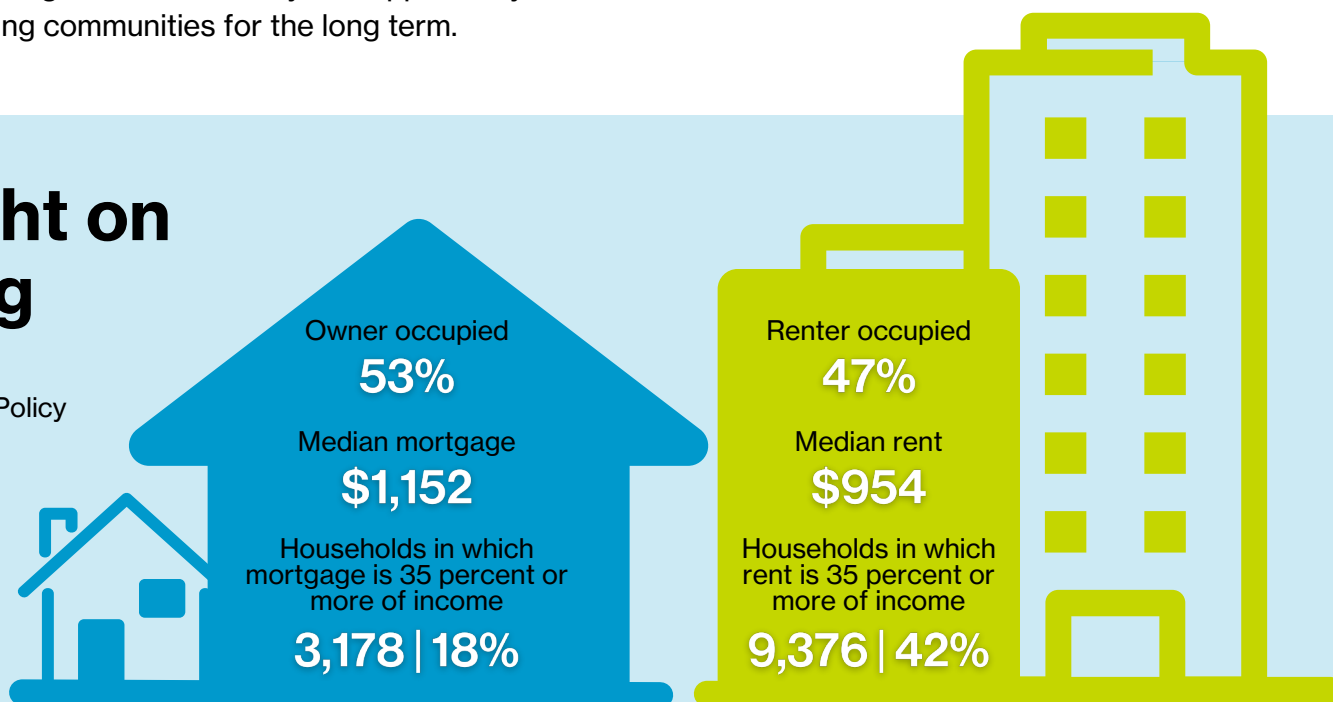 ng communities for the long term.
ht on
g
Policy
Owner occupied
53%
Median mortgage
$1,152
Households in which
mortgage is 35 percent or
more of income
3,178 | 18%
Renter occupied
47%
Median rent
$954
Households in which
rent is 35 percent or
more of income
9,376 | 42%